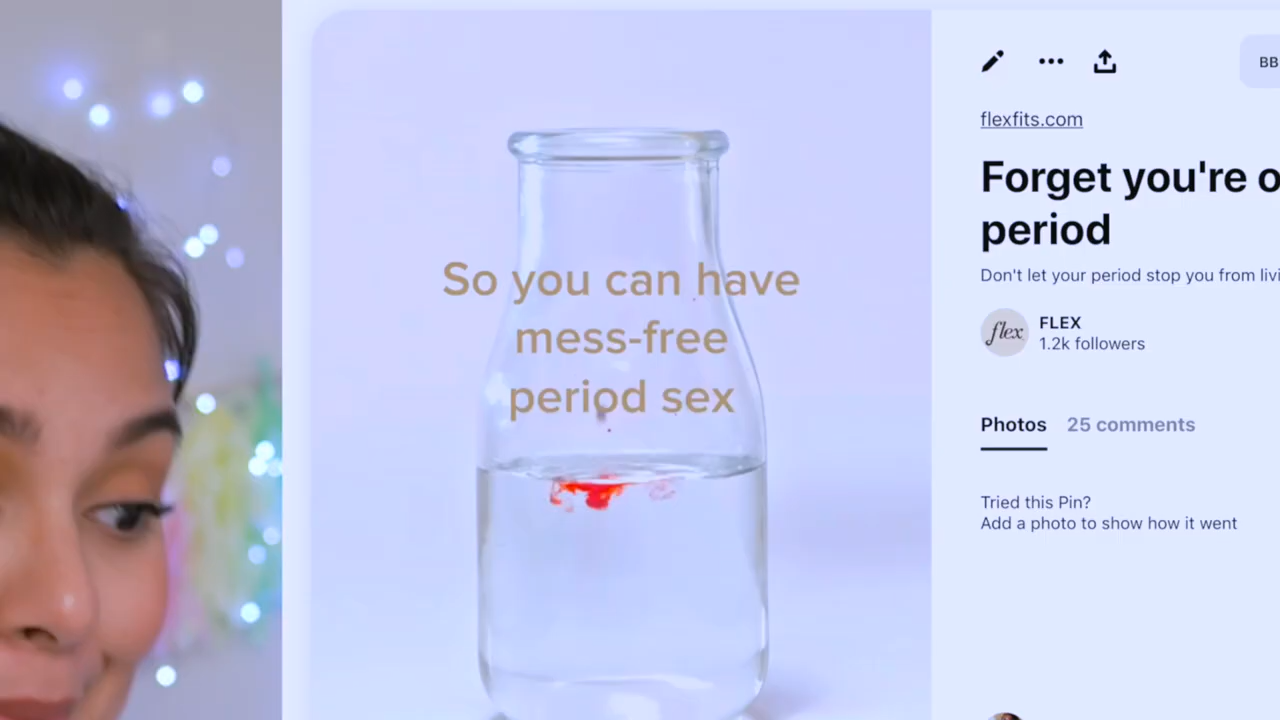 So you can have
mess-free
period sex
BB
flexfits.com
Forget you're o
period
Don't let your period stop you from livi
flex
FLEX
1.2k followers
Photos 25 comments
Tried this Pin?
Add a photo to show how it went